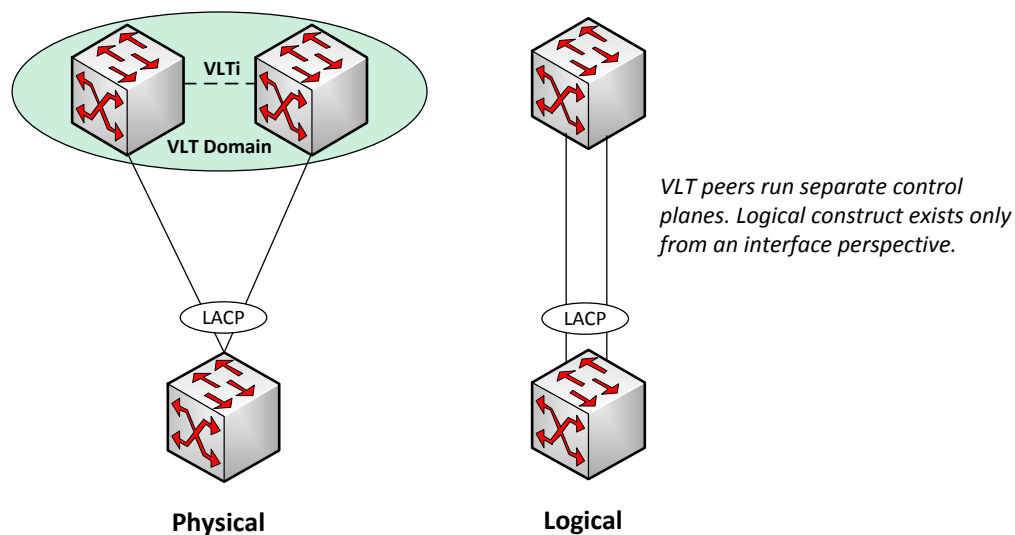 VLTi
VLT Domain
LACP
Physical
LACP
Logical
VLT peers run separate control
planes. Logical construct exists only
from an interface perspective.